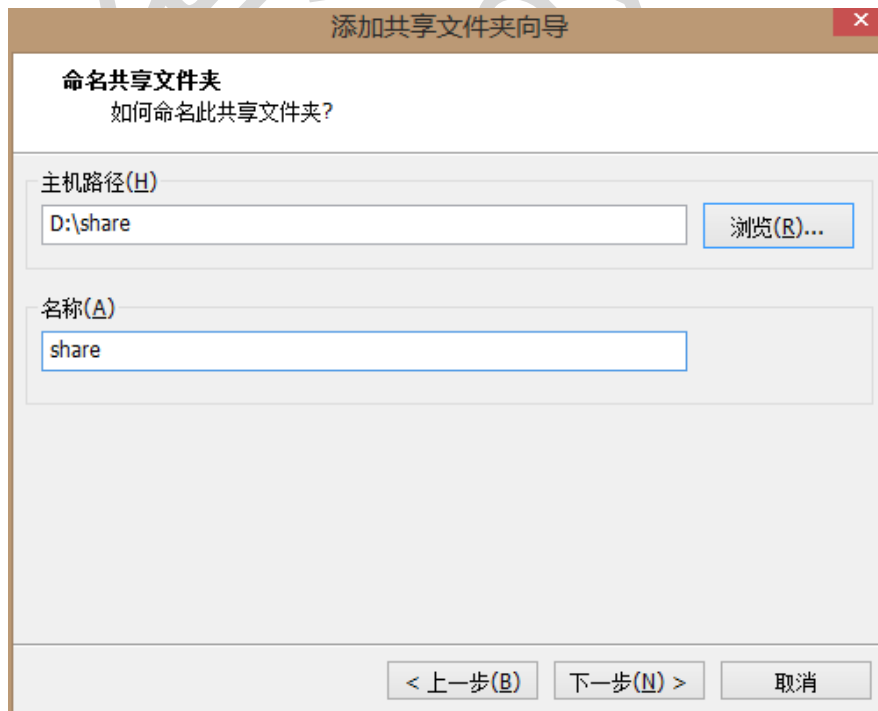 添加共享文件夹向导
命名共享文件夹
如何命名此共享文件夹?
主机路径(H)
D:\share
浏览(R)...
名称(A)
share
< 上一步(B)
下一步(N) >
取消